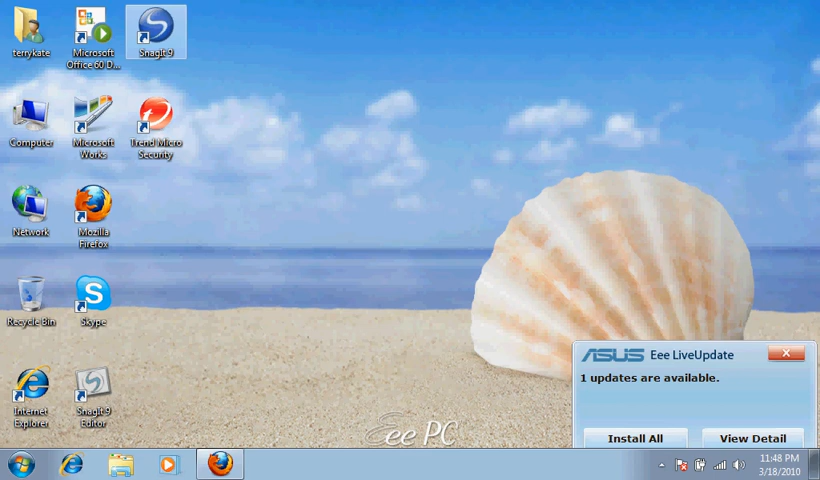 terrykate
Microsoft
Office 60 D...
SnagIt 9
Computer
Microsoft
Works
Trend Micro
Security
Network
Mozilla
Firefox
Recycle Bin
Skype
Internet
Explorer
SnagIt 9
Editor
Eee PC
ASUS Eee LiveUpdate
1 updates are available.
Install All
View Detail
11:48 PM
3/18/2010